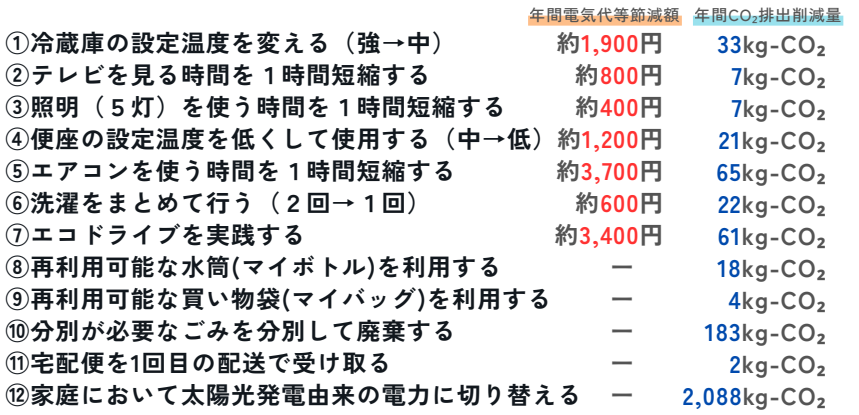 年間電気代等節減額 年間CO₂排出削減量
①冷蔵庫の設定温度を変える（強→中） 約1,900円 33kg-CO₂
②テレビを見る時間を１時間短縮する 約800円 7kg-CO₂
③照明（５灯）を使う時間を１時間短縮する 約400円 7kg-CO₂
④便座の設定温度を低くして使用する（中→低） 約1,200円 21kg-CO₂
⑤エアコンを使う時間を１時間短縮する 約3,700円 65kg-CO₂
⑥洗濯をまとめて行う（２回→１回） 約600円 22kg-CO₂
⑦エコドライブを実践する 約3,400円 61kg-CO₂
⑧再利用可能な水筒(マイボトル)を利用する ー 18kg-CO₂
⑨再利用可能な買い物袋(マイバッグ)を利用する ー 4kg-CO₂
⑩分別が必要なごみを分別して廃棄する ー 183kg-CO₂
⑪宅配便を1回目の配送で受け取る ー 2kg-CO₂
⑫家庭において太陽光発電由来の電力に切り替える ー 2,088kg-CO₂